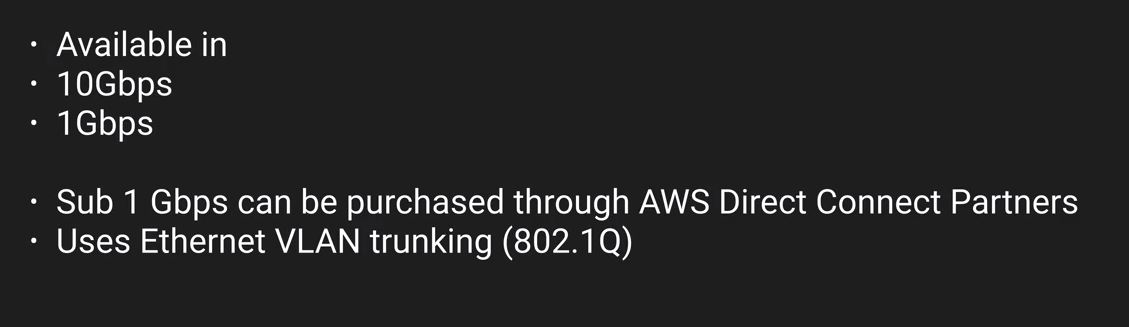 • Available in
• 10Gbps
• 1Gbps
• Sub 1 Gbps can be purchased through AWS Direct Connect Partners
• Uses Ethernet VLAN trunking (802.1Q)